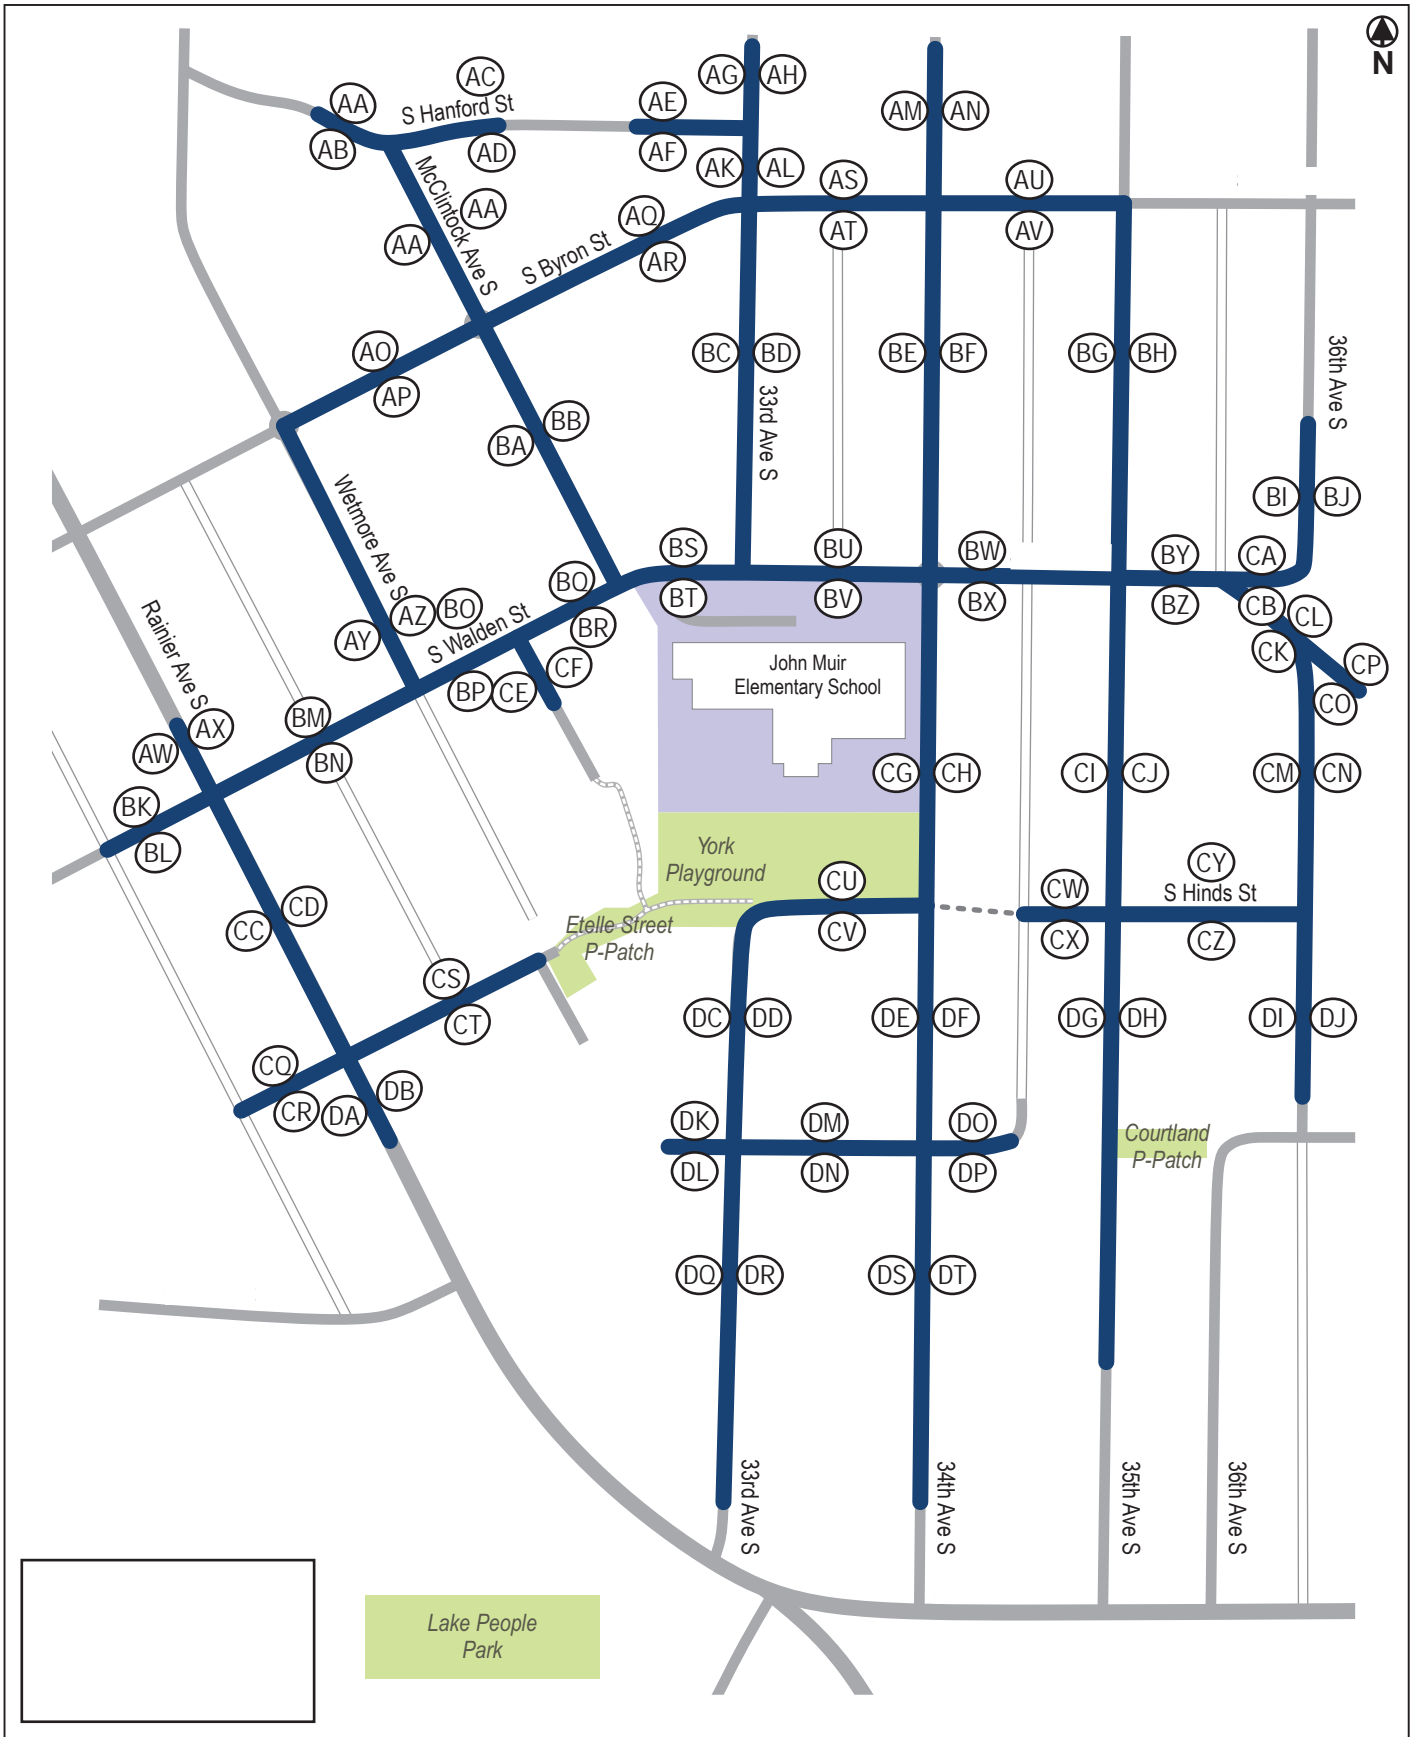 N
AG
AH
AC
AA
S Hanford St
AE
AM
AN
AB
AD
AF
McClintock Ave S
AK
AL
AS
AU
AA
AQ
AA
S Byron St
AR
AT
AV
AO
AP
BC
BD
BE
BF
BG
BH
36th Ave S
33rd Ave S
BB
BA
Wetmore Ave S
BI
BJ
BS
BU
BW
BY
CA
BQ
BT
BV
BX
BZ
CB
CL
Rainier Ave S
AZ
BO
AY
S Walden St
BR
CK
CF
CP
BP
CE
CO
John Muir
Elementary School
BM
AX
AW
BN
CG
CH
CI
CJ
CM
CN
BK
BL
York
Playground
CU
CW
CY
S Hinds St
CD
CC
CV
CX
CZ
Etelle Street
P-Patch
CS
CT
DC
DD
DE
DF
DG
DH
DI
DJ
CQ
CR
DA
DB
DK
DM
DO
Courtland
P-Patch
DL
DN
DP
DQ
DR
DS
DT
33rd Ave S
34th Ave S
35th Ave S
36th Ave S
Lake People
Park